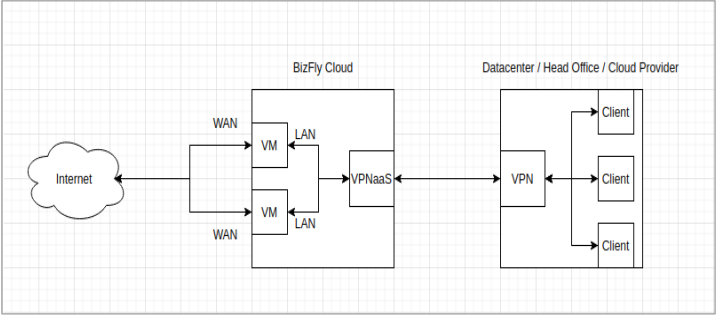 BizFly Cloud
Datacenter / Head Office / Cloud Provider
WAN
VM
LAN
Internet
VM
WAN
LAN
VPNaaS
VPN
Client
Client
Client